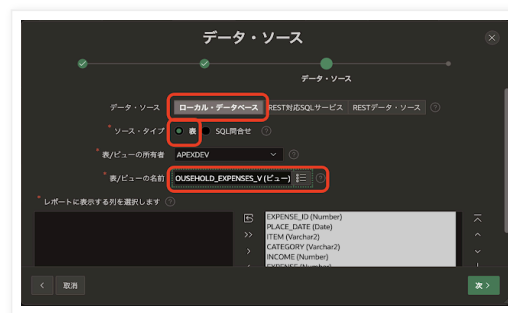 データ・ソース
データ・ソース
データ・ソース ローカル・データベース REST対応SQLサービス RESTデータ・ソース
* ソース・タイプ 表 SQL問合せ
* 表/ビューの所有者 APEXDEV
* 表/ビューの名前 OUSEHOLD_EXPENSES_V (ビュー)
* レポートに表示する列を選択します
EXPENSE_ID (Number)
PLACE_DATE (Date)
ITEM (Varchar2)
CATEGORY (Varchar2)
INCOME (Number)
EXPENSE (Number)
取消
次